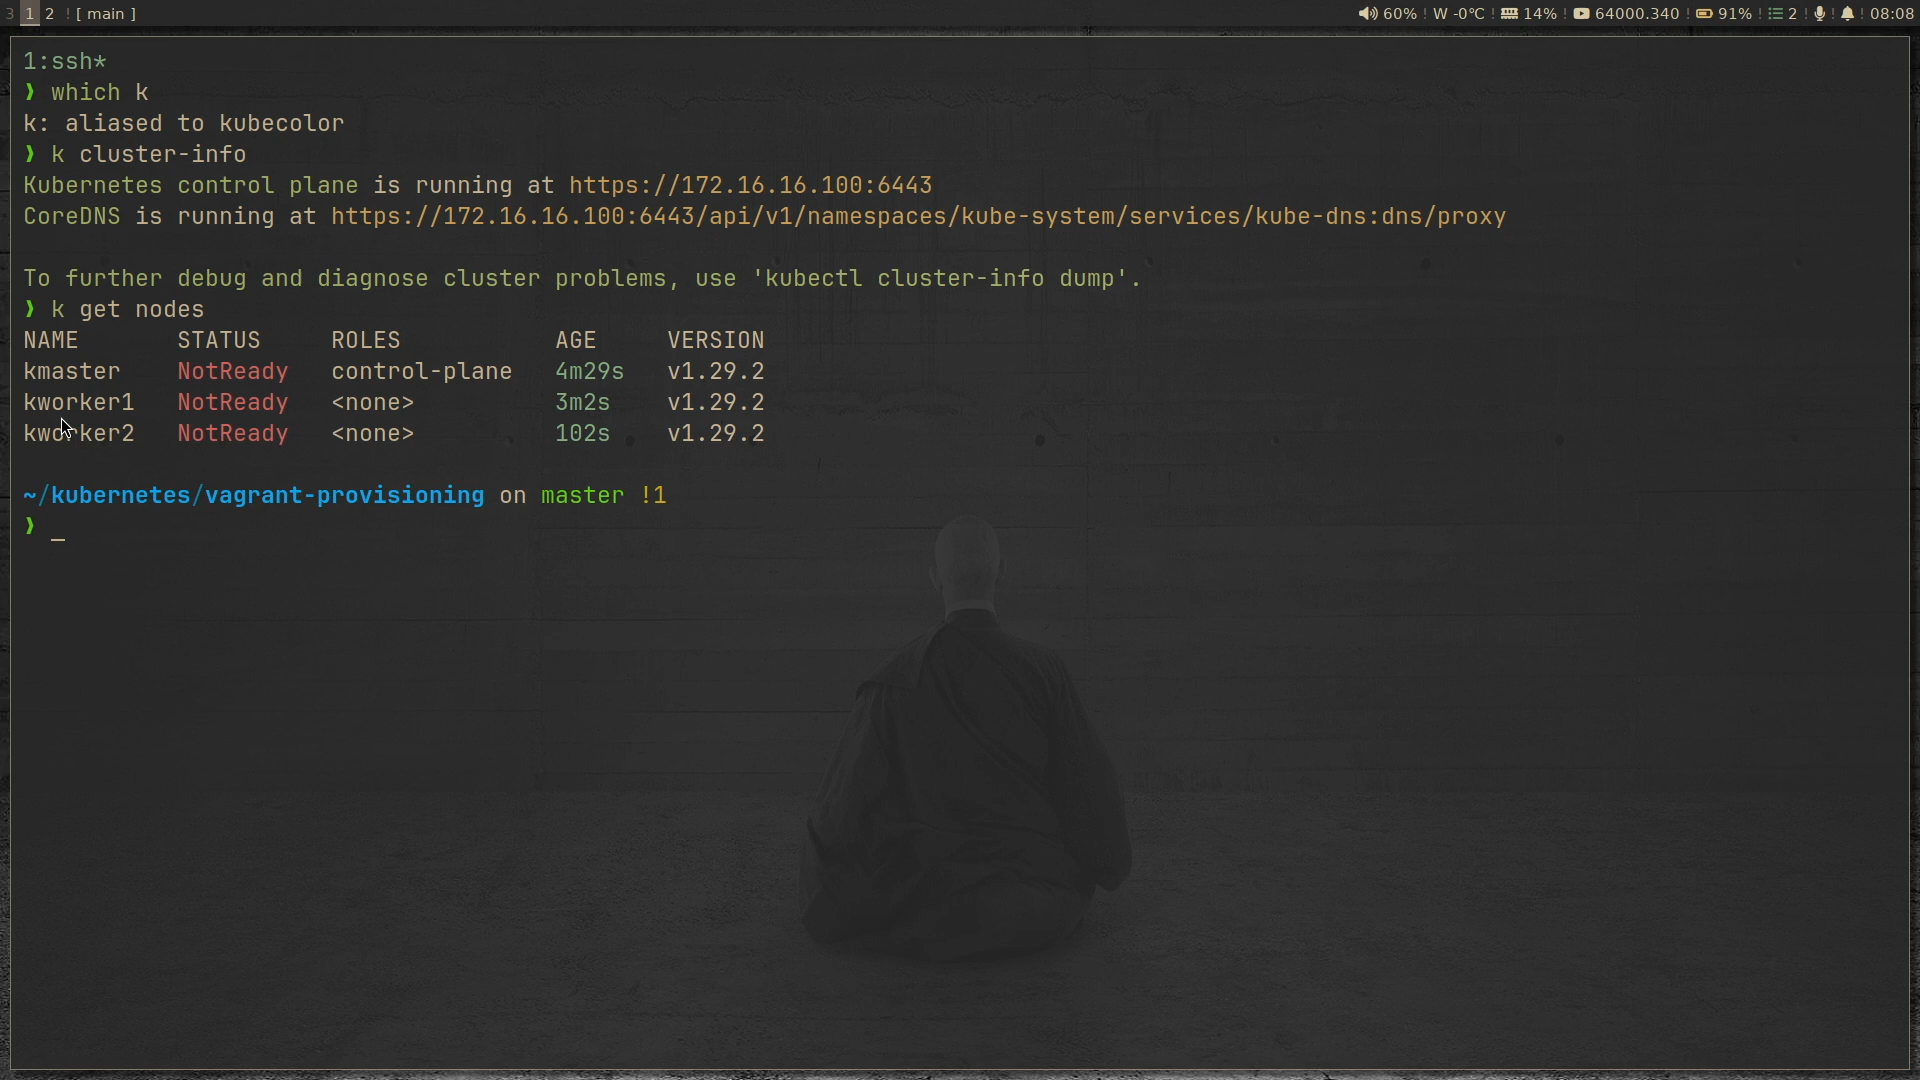 3 1 2 ! [ main ] 60% ! W -0℃ ! 14% ! 64000.340 ! 91% ! 2 ! ! ! 08:08
1:ssh*
❯ which k
k: aliased to kubecolor
❯ k cluster-info
Kubernetes control plane is running at https://172.16.16.100:6443
CoreDNS is running at https://172.16.16.100:6443/api/v1/namespaces/kube-system/services/kube-dns:dns/proxy
To further debug and diagnose cluster problems, use 'kubectl cluster-info dump'.
❯ k get nodes
NAME STATUS ROLES AGE VERSION
kmaster NotReady control-plane 4m29s v1.29.2
kworker1 NotReady <none> 3m2s v1.29.2
kworker2 NotReady <none> 102s v1.29.2
~/kubernetes/vagrant-provisioning on master !1
❯ _